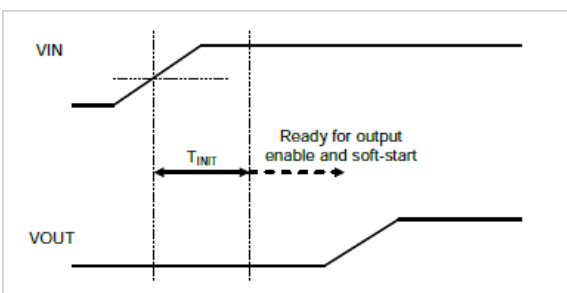 VIN
Ready for output
enable and soft-start
TINIT
VOUT